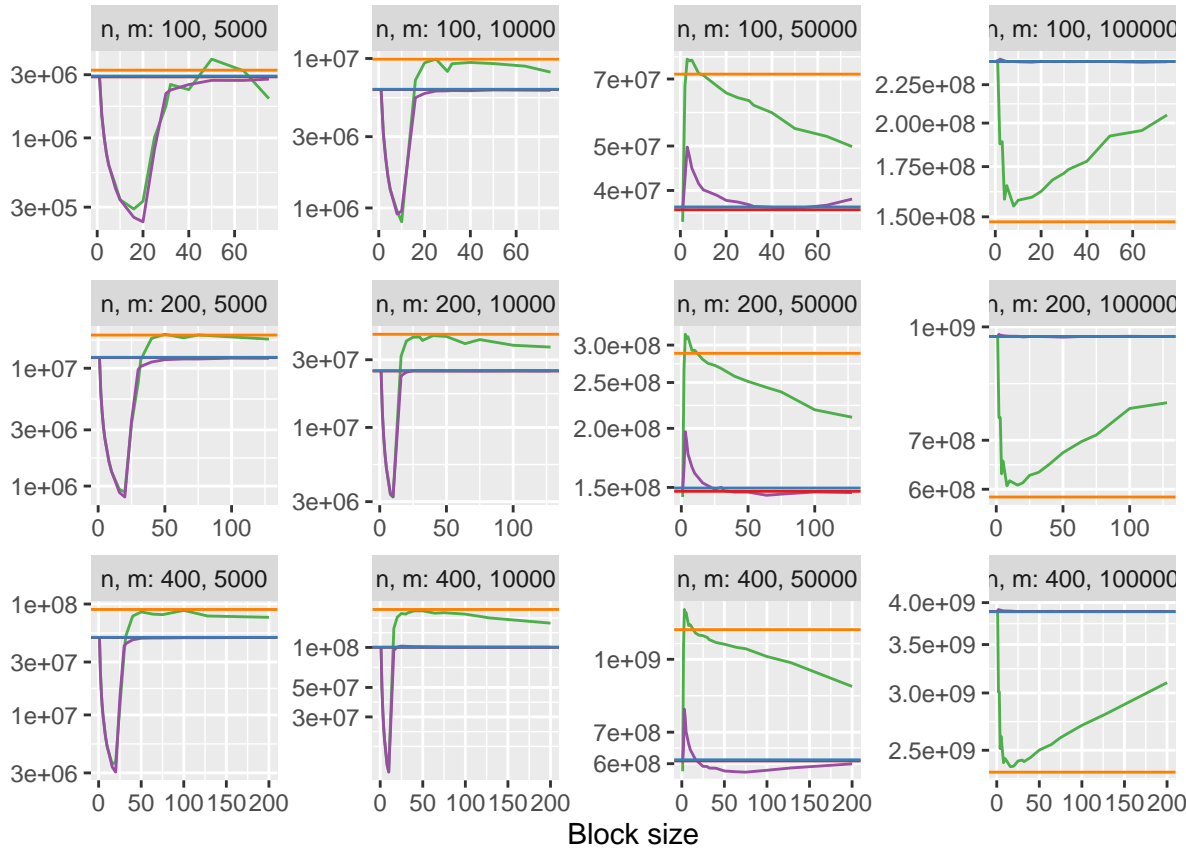 n, m: 100, 5000
n, m: 100, 10000
n, m: 100, 50000
n, m: 100, 100000
3e+06
1e+06
3e+05
0 20 40 60
1e+07
3e+06
1e+06
0 20 40 60
7e+07
5e+07
4e+07
0 20 40 60
2.25e+08
2.00e+08
1.75e+08
1.50e+08
0 20 40 60
n, m: 200, 5000
n, m: 200, 10000
n, m: 200, 50000
n, m: 200, 100000
1e+07
3e+06
1e+06
0 50 100
3e+07
1e+07
3e+06
0 50 100
3.0e+08
2.5e+08
2.0e+08
1.5e+08
0 50 100
1e+09
7e+08
6e+08
0 50 100
n, m: 400, 5000
n, m: 400, 10000
n, m: 400, 50000
n, m: 400, 100000
1e+08
3e+07
1e+07
3e+06
0 50 100 150 200
1e+08
5e+07
3e+07
0 50 100 150 200
1e+09
7e+08
6e+08
0 50 100 150 200
4.0e+09
3.0e+09
2.5e+09
0 50 100 150 200
Block size